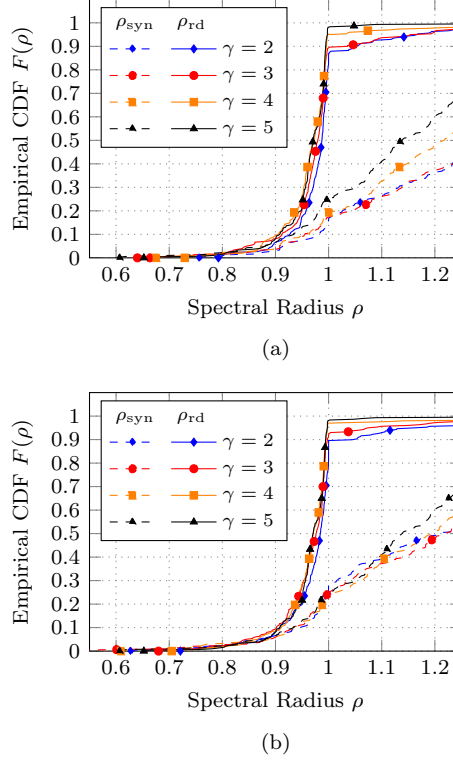 1
0.9
0.8
0.7
0.6
0.5
0.4
0.3
0.2
0.1
0
Empirical CDF F(ρ)
ρsyn ρrd
γ = 2
γ = 3
γ = 4
γ = 5
0.6 0.7 0.8 0.9 1 1.1 1.2
Spectral Radius ρ
(a)
1
0.9
0.8
0.7
0.6
0.5
0.4
0.3
0.2
0.1
0
Empirical CDF F(ρ)
ρsyn ρrd
γ = 2
γ = 3
γ = 4
γ = 5
0.6 0.7 0.8 0.9 1 1.1 1.2
Spectral Radius ρ
(b)